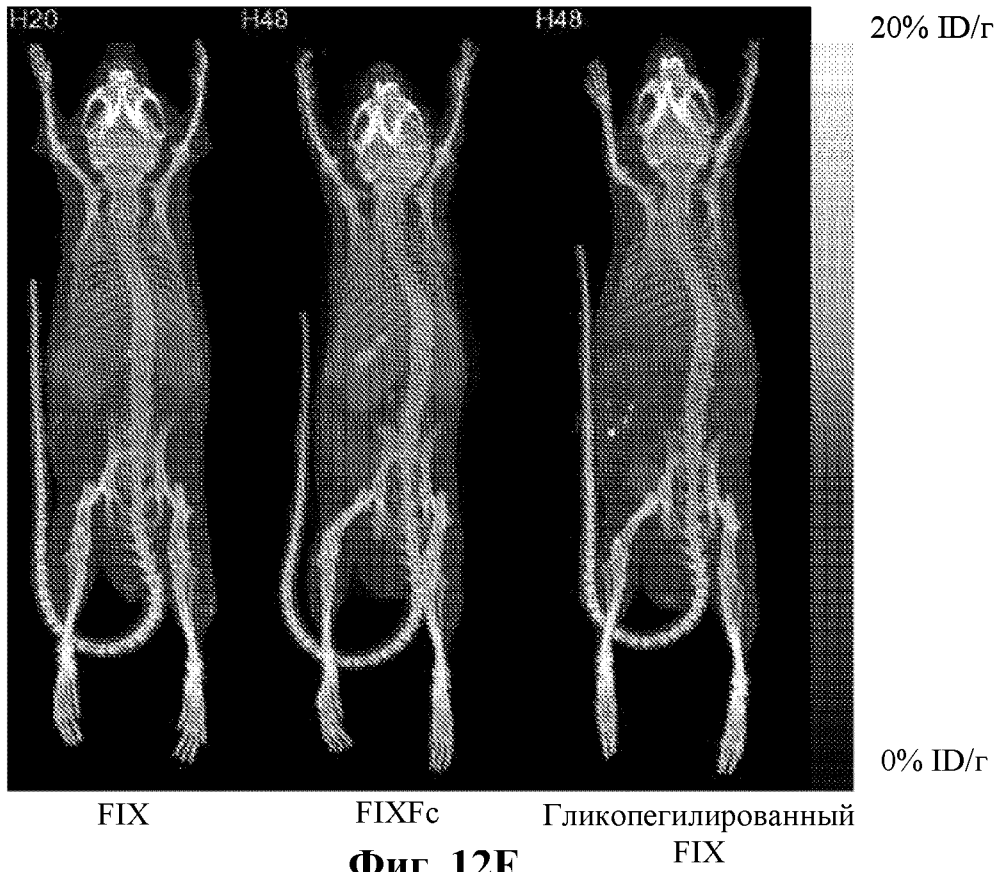 H20
H48
H48
20% ID/г
0% ID/г
FIX
FIXFc
Гликопегилированный
FIX
Фиг. 12F